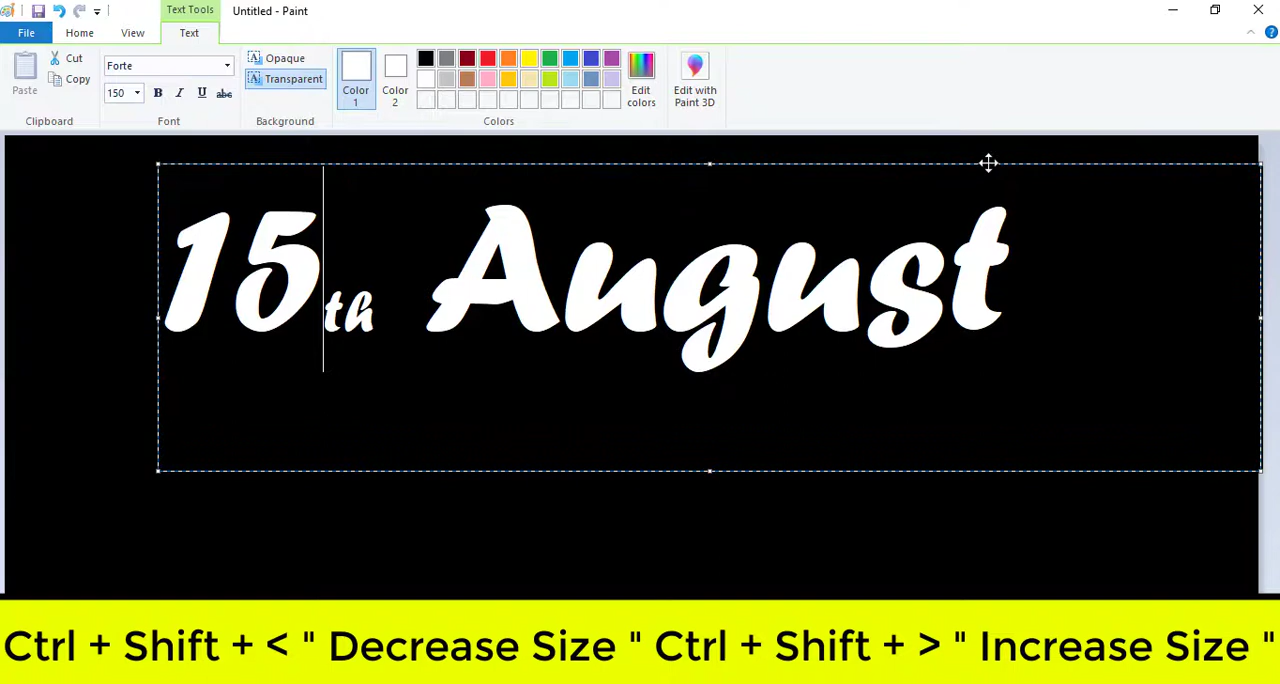 Text Tools
Untitled - Paint
File
Home
View
Text
Paste
Cut
Copy
Clipboard
Forte
150
B I U abc
Font
Opaque
Transparent
Background
Color 1
Color 2
Edit colors
Colors
Edit with Paint 3D
15th August
Ctrl + Shift + < " Decrease Size " Ctrl + Shift + > " Increase Size "